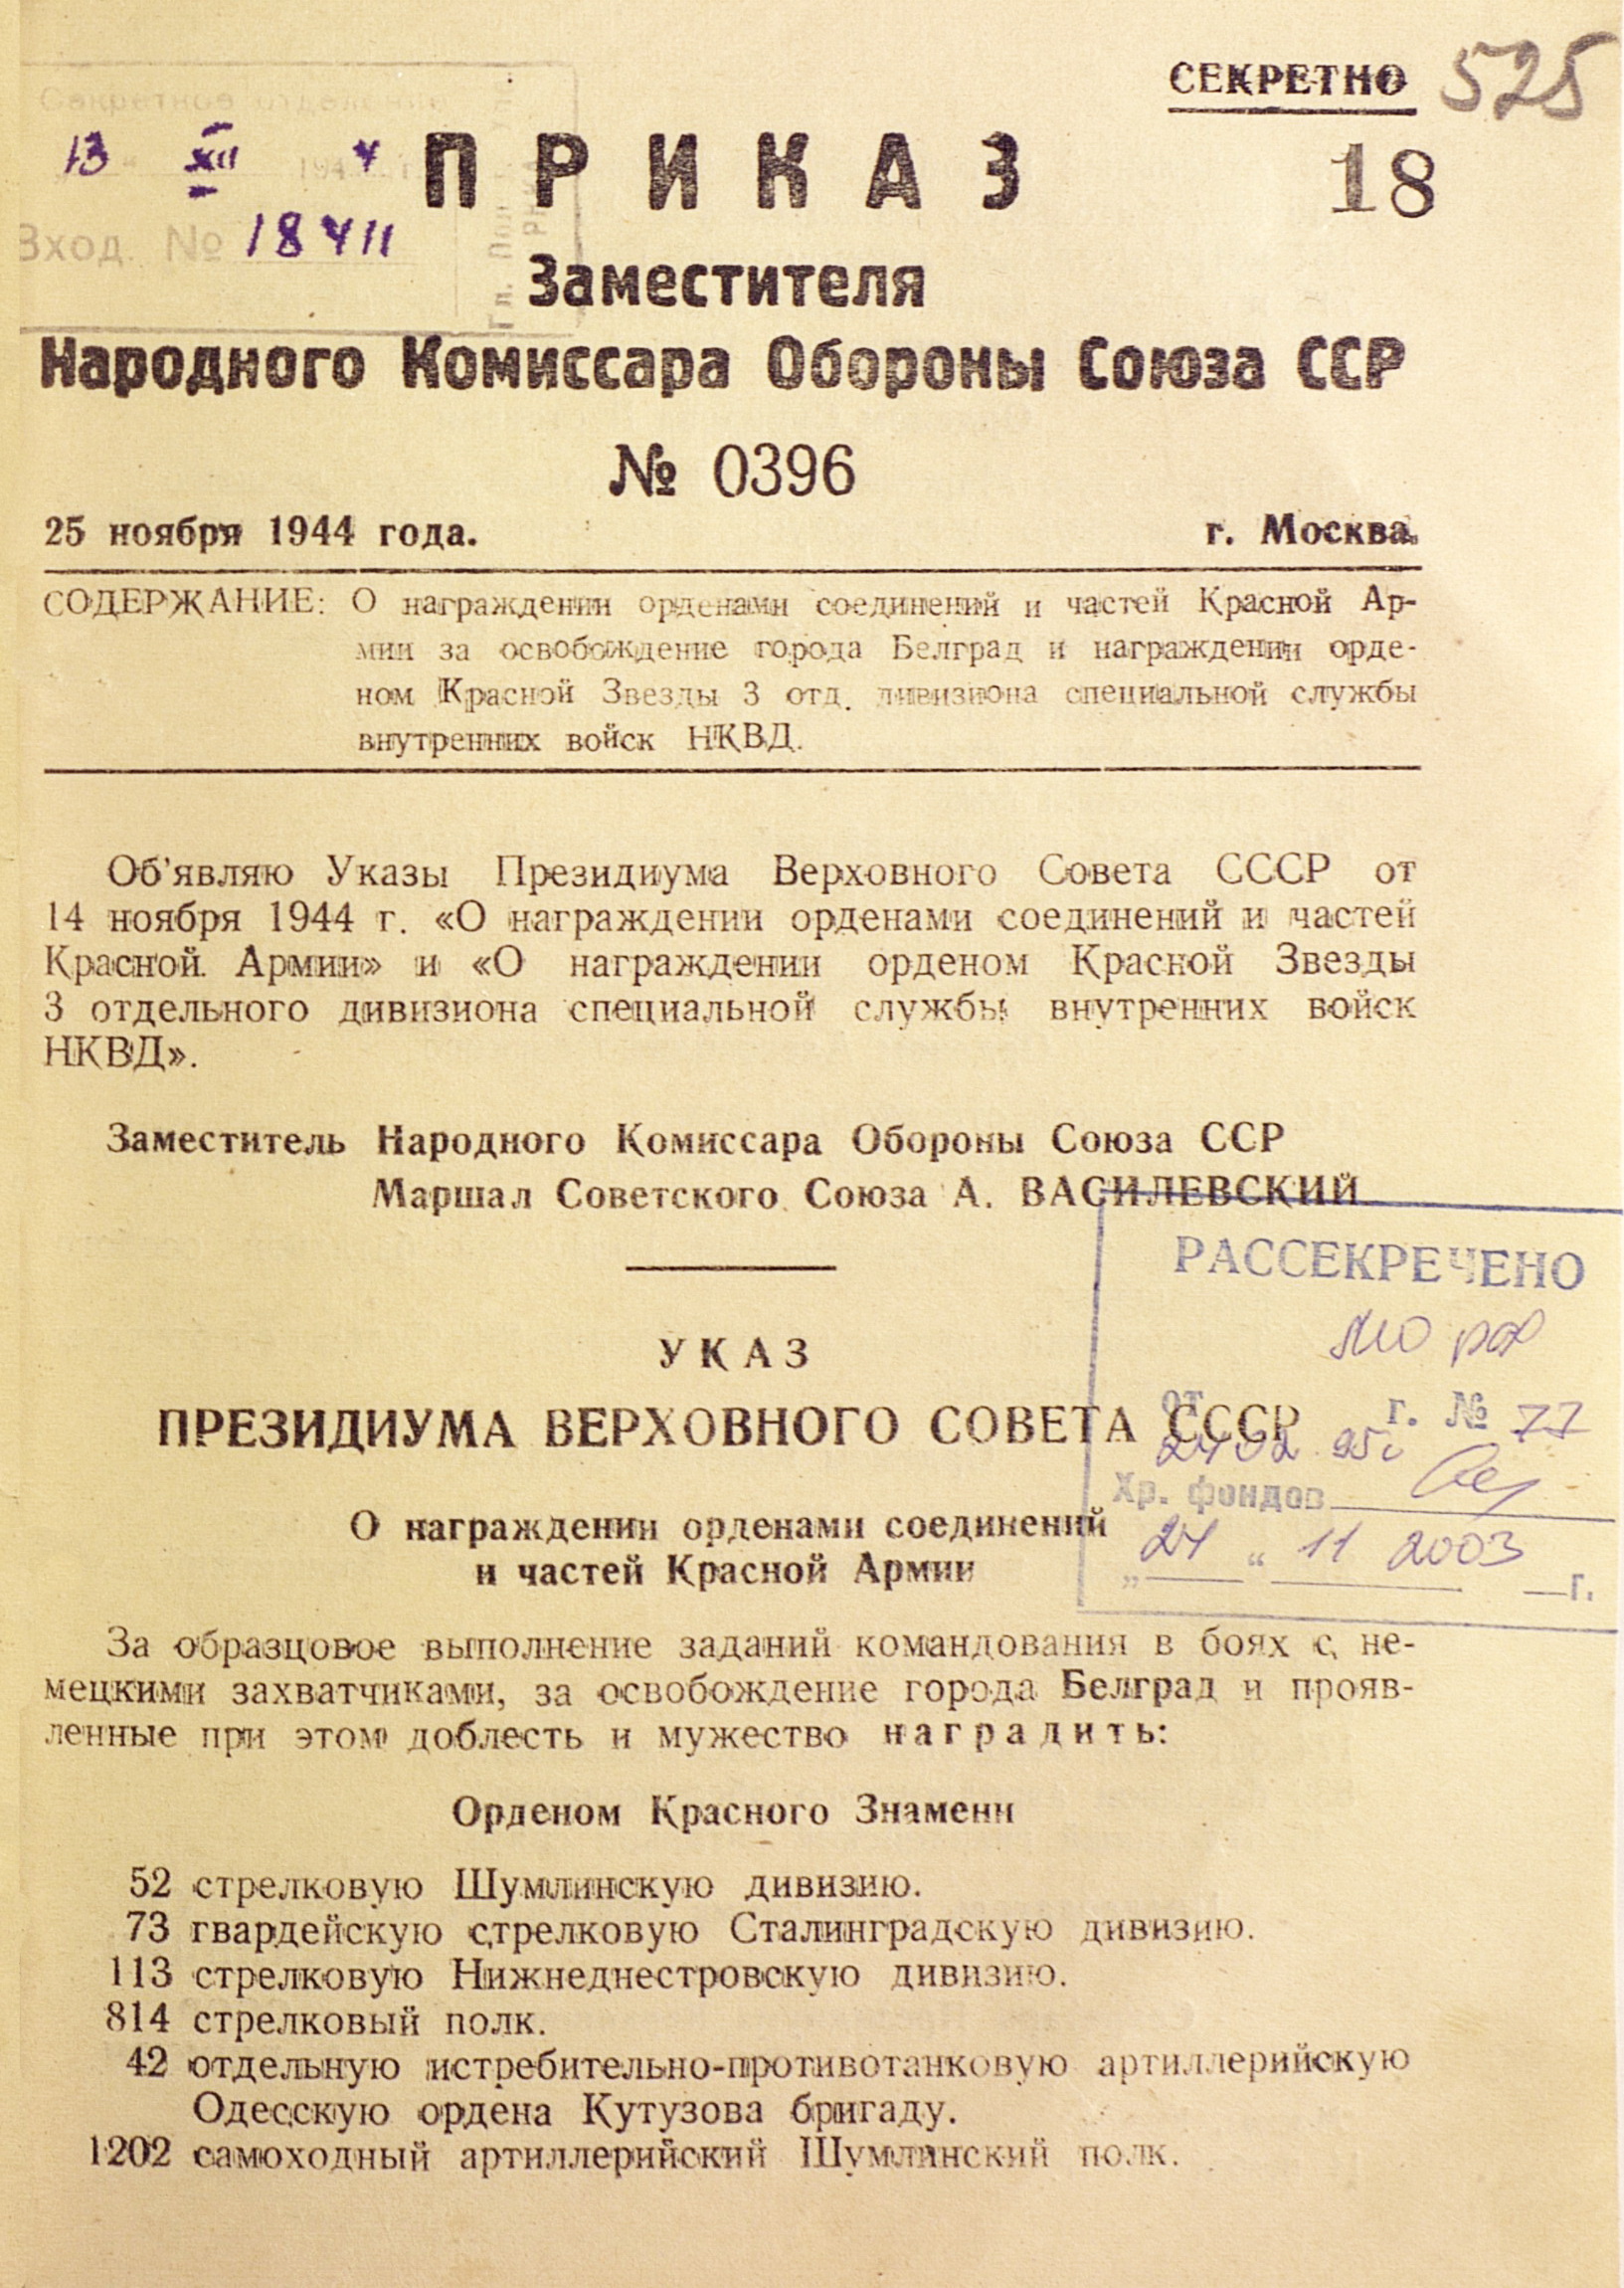 СЕКРЕТНО 525
Секретное отделение
13 XII 194 4 г.
ПРИКАЗ
18
Вход. № 18411
Заместителя
Народного Комиссара Обороны Союза ССР
№ 0396
25 ноября 1944 года. г. Москва.
СОДЕРЖАНИЕ: О награждении орденами соединений и частей Красной Ар-
мии за освобождение города Белград и награждении орде-
ном Красной Звезды 3 отд. дивизиона специальной службы
внутренних войск НКВД.
Об'являю Указы Президиума Верховного Совета СССР от
14 ноября 1944 г. «О награждении орденами соединений и частей
Красной Армии» и «О награждении орденом Красной Звезды
3 отдельного дивизиона специальной службы внутренних войск
НКВД».
Заместитель Народного Комиссара Обороны Союза ССР
Маршал Советского Союза А. ВАСИЛЕВСКИЙ
РАССЕКРЕЧЕНО
МО РФ
УКАЗ
ПРЕЗИДИУМА ВЕРХОВНОГО СОВЕТА СССР
от г. № 77
Хр. фондов
„24“ 11 2003 г.
О награждении орденами соединений
и частей Красной Армии
За образцовое выполнение заданий командования в боях с не-
мецкими захватчиками, за освобождение города Белград и прояв-
ленные при этом доблесть и мужество наградить:
Орденом Красного Знамени
52 стрелковую Шумлинскую дивизию.
73 гвардейскую стрелковую Сталинградскую дивизию.
113 стрелковую Нижнеднестровскую дивизию.
814 стрелковый полк.
42 отдельную истребительно-противотанковую артиллерийскую
Одесскую ордена Кутузова бригаду.
1202 самоходный артиллерийский Шумлинский полк.